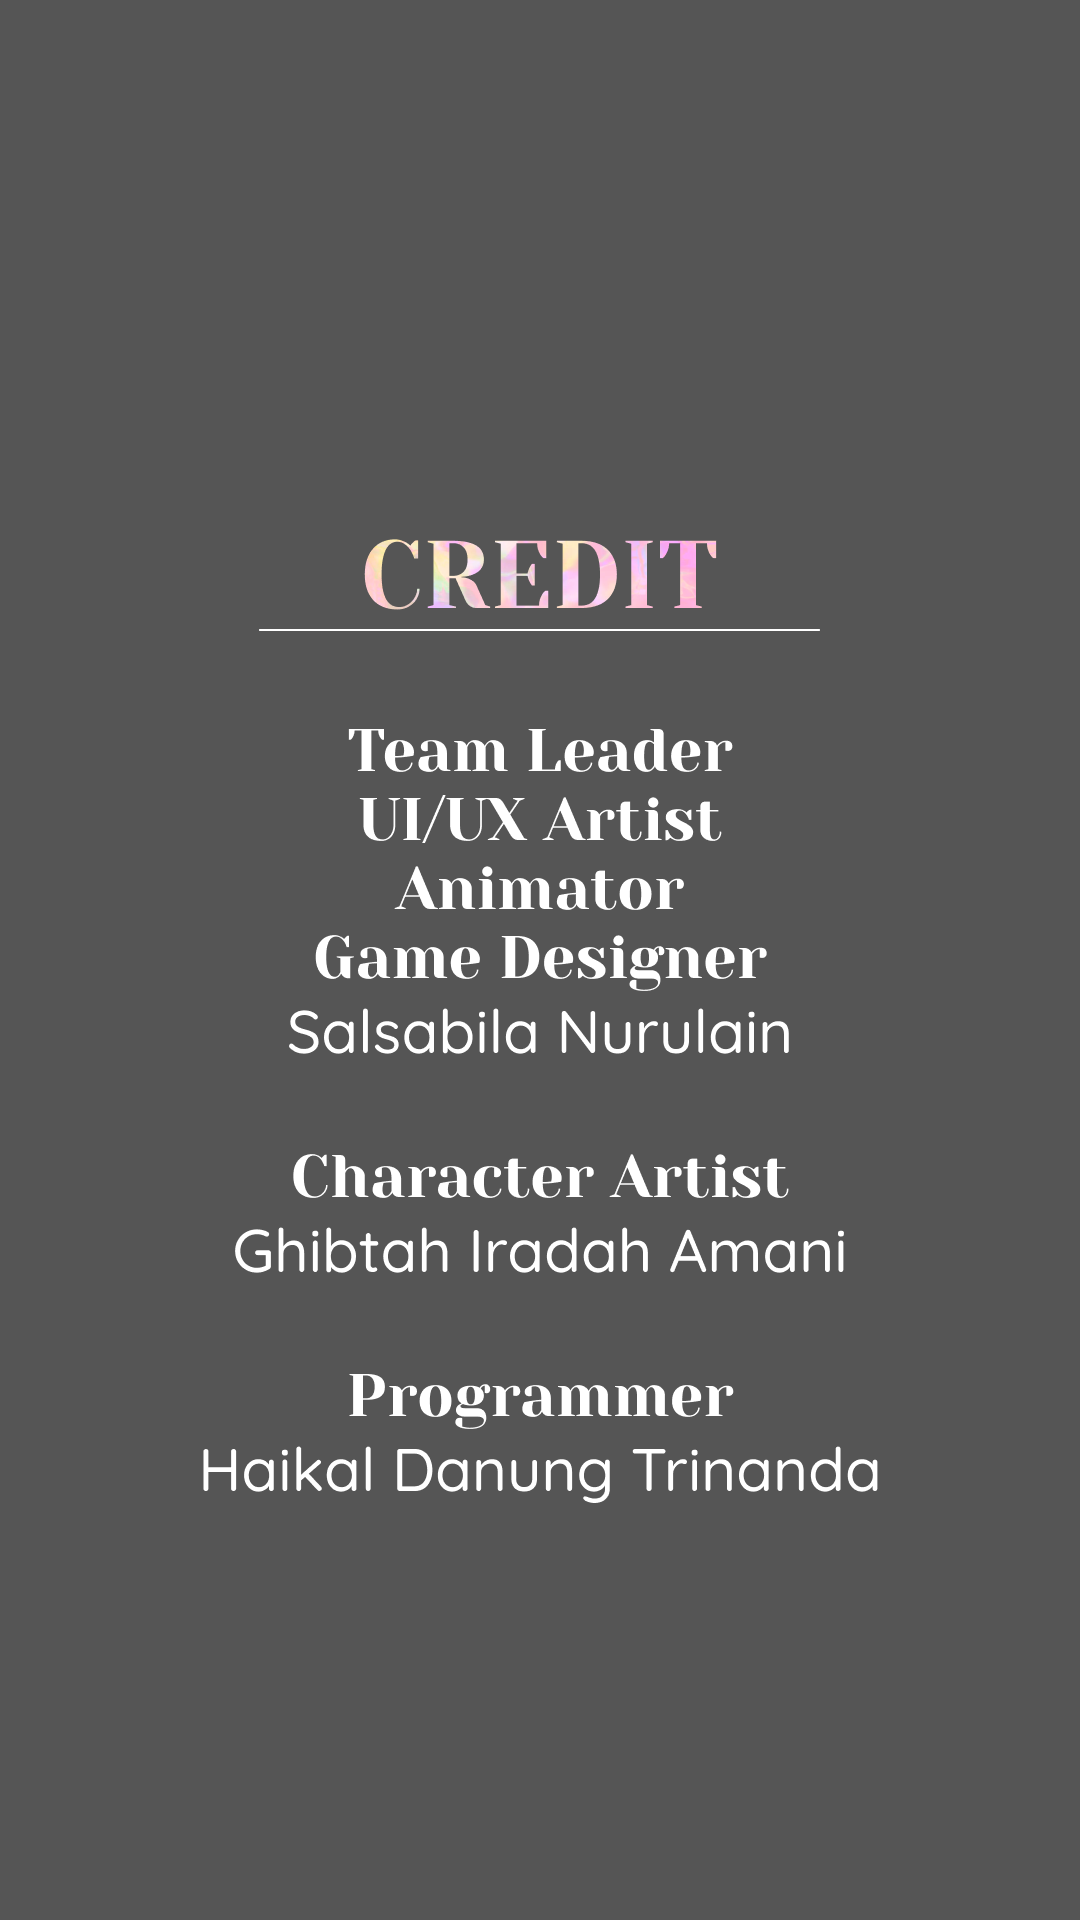 CREDIT
Team Leader
UI/UX Artist
Animator
Game Designer
Salsabila Nurulain
Character Artist
Ghibtah Iradah Amani
Programmer
Haikal Danung Trinanda